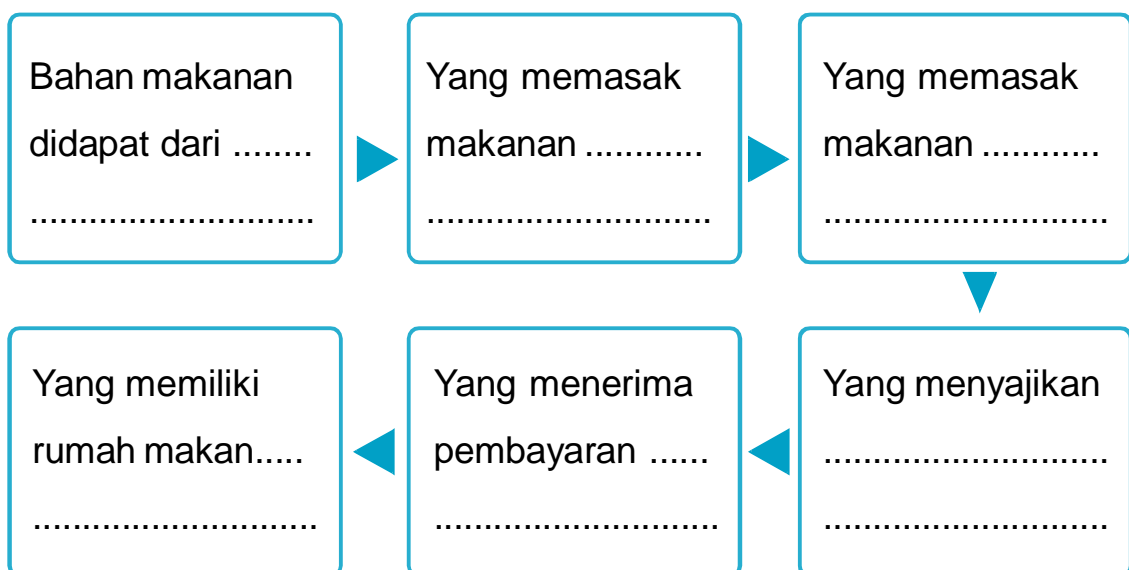 Bahan makanan
didapat dari ........
.............................
Yang memasak
makanan ............
.............................
Yang memasak
makanan ............
.............................
Yang menyajikan
.............................
.............................
Yang menerima
pembayaran ......
.............................
Yang memiliki
rumah makan.....
.............................